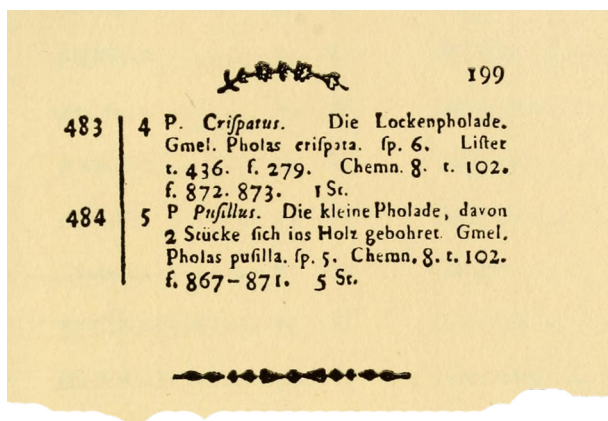 199
483 4 P. Criſpatus. Die Lockenpholade.
Gmel. Pholas criſpata. ſp. 6. Liſter
t. 436. f. 279. Chemn. 8. t. 102.
f. 872. 873. 1 St.
484 5 P Puſillus. Die kleine Pholade, davon
2 Stücke ſich ins Holz gebohret. Gmel.
Pholas puſilla. ſp. 5. Chemn. 8. t. 102.
f. 867–871. 5 St.